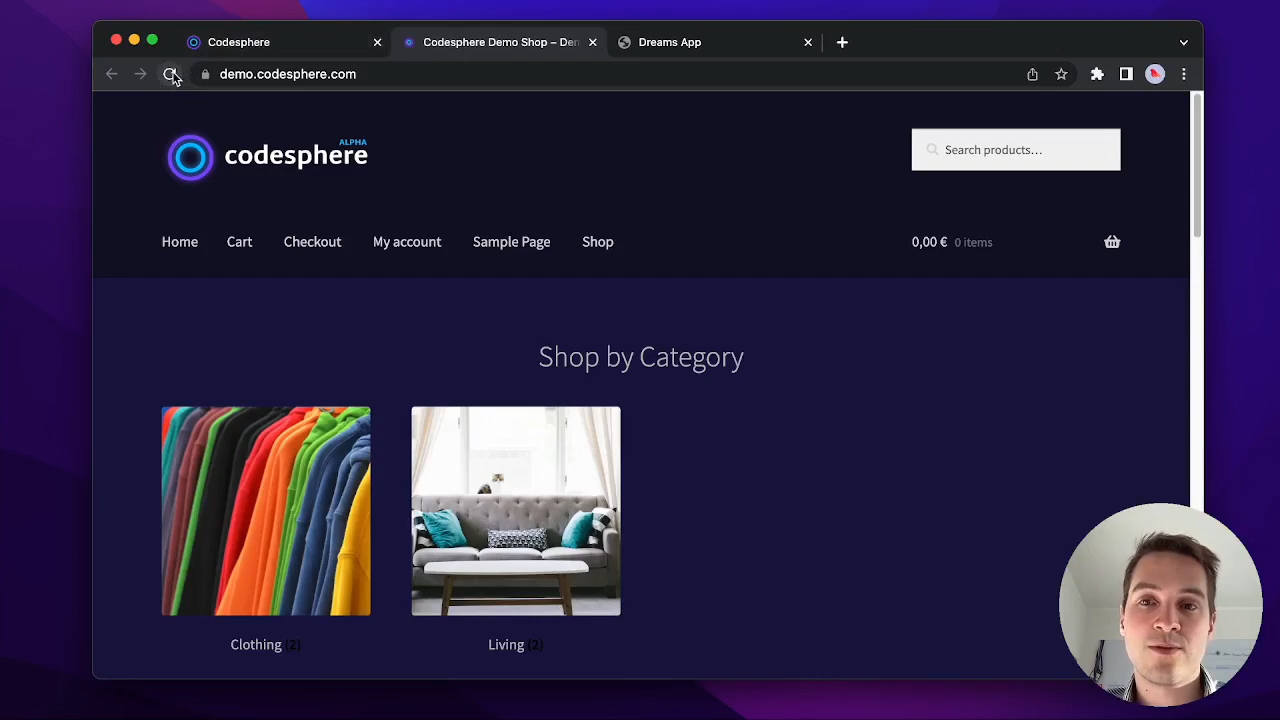 Codesphere
Codesphere Demo Shop – Dem
Dreams App
demo.codesphere.com
ALPHA
codesphere
Search products…
Home
Cart
Checkout
My account
Sample Page
Shop
0,00 €
0 items
Shop by Category
Clothing (2)
Living (2)